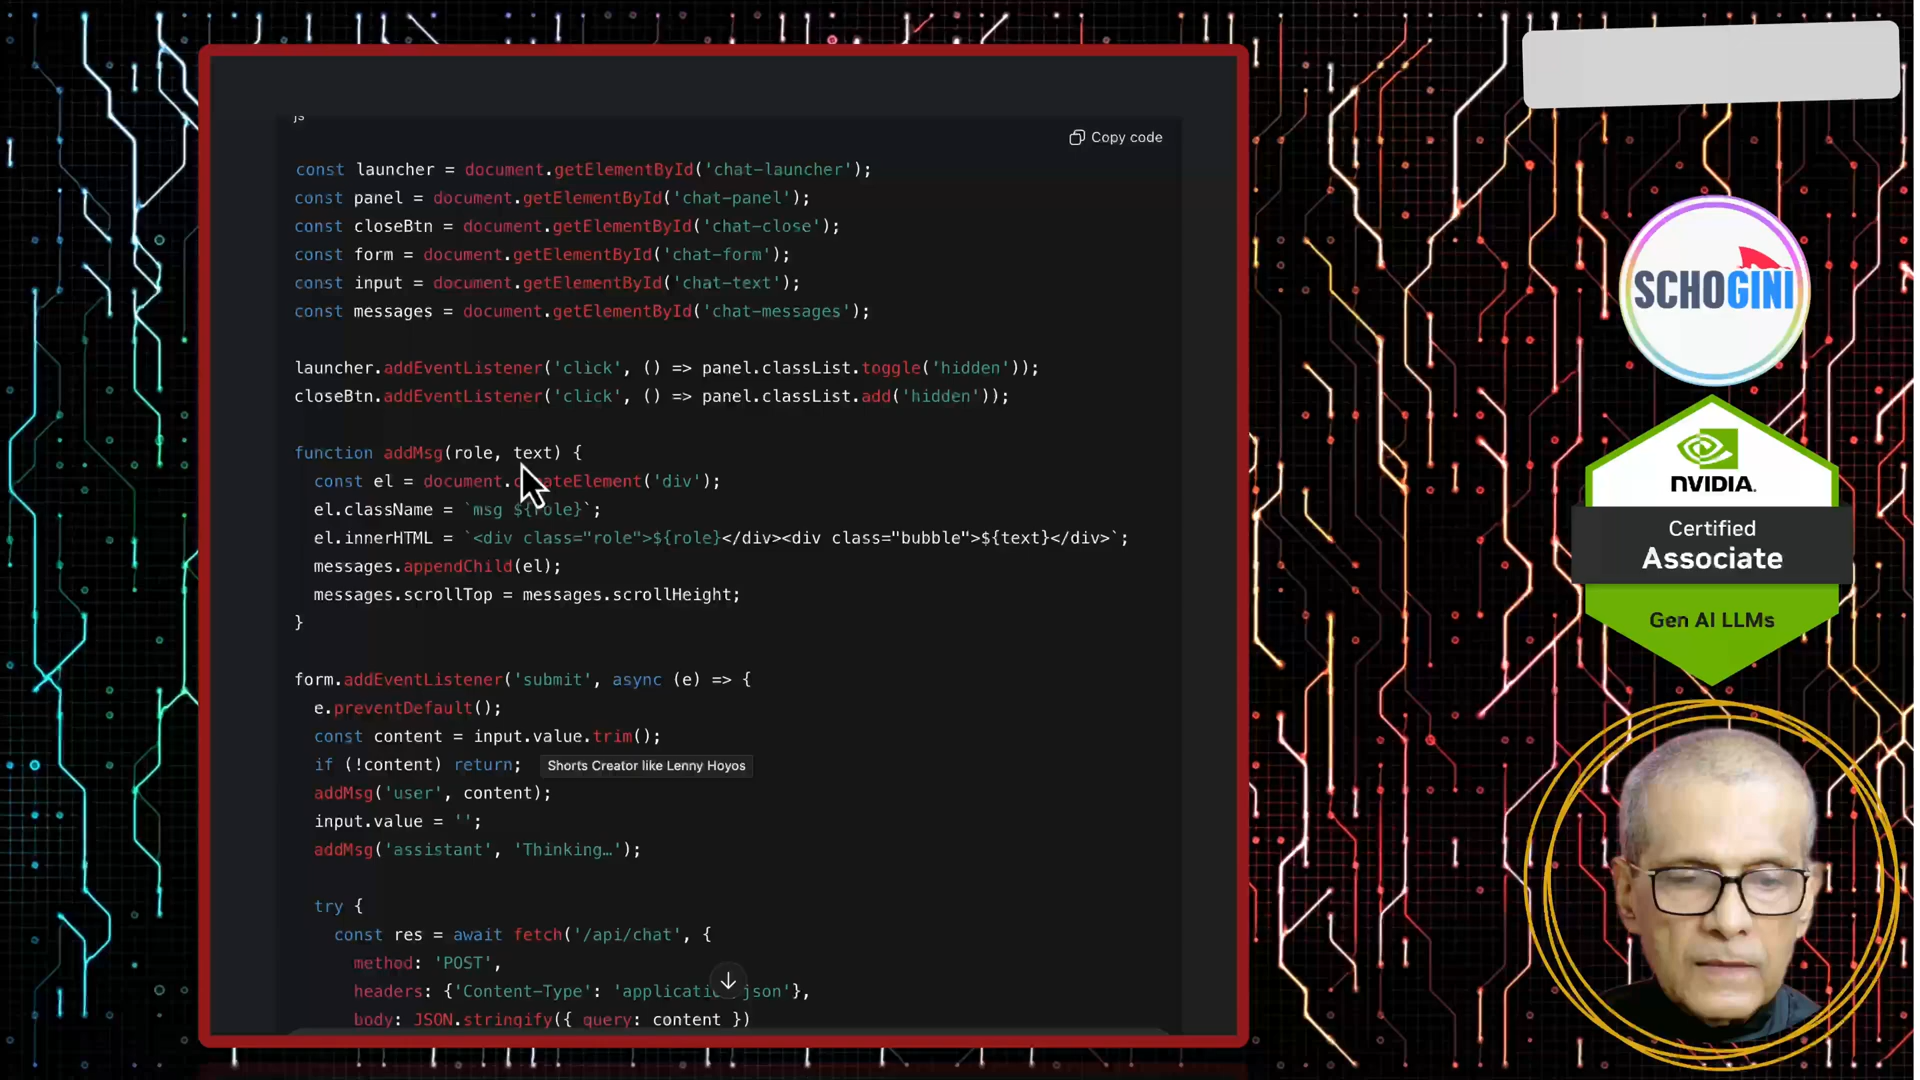 js
Copy code
const launcher = document.getElementById('chat-launcher');
const panel = document.getElementById('chat-panel');
const closeBtn = document.getElementById('chat-close');
const form = document.getElementById('chat-form');
const input = document.getElementById('chat-text');
const messages = document.getElementById('chat-messages');
launcher.addEventListener('click', () => panel.classList.toggle('hidden'));
closeBtn.addEventListener('click', () => panel.classList.add('hidden'));
function addMsg(role, text) {
const el = document.createElement('div');
el.className = `msg ${role}`;
el.innerHTML = `<div class="role">${role}</div><div class="bubble">${text}</div>`;
messages.appendChild(el);
messages.scrollTop = messages.scrollHeight;
}
form.addEventListener('submit', async (e) => {
e.preventDefault();
const content = input.value.trim();
if (!content) return;
Shorts Creator like Lenny Hoyos
addMsg('user', content);
input.value = '';
addMsg('assistant', 'Thinking…');
try {
const res = await fetch('/api/chat', {
method: 'POST',
headers: {'Content-Type': 'application/json'},
body: JSON.stringify({ query: content })
SCHOGINI
NVIDIA.
Certified
Associate
Gen AI LLMs